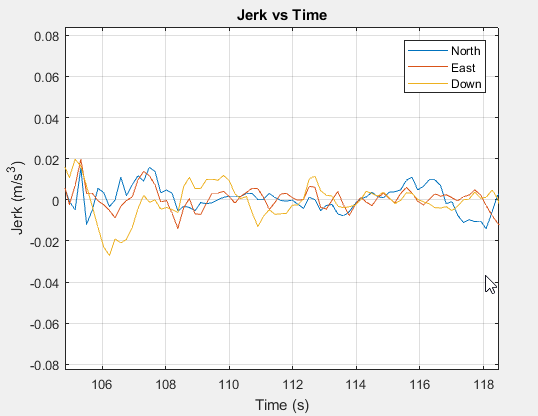 Jerk vs Time
North
East
Down
0.08
0.06
0.04
0.02
0
-0.02
-0.04
-0.06
-0.08
Jerk (m/s³)
106 108 110 112 114 116 118
Time (s)